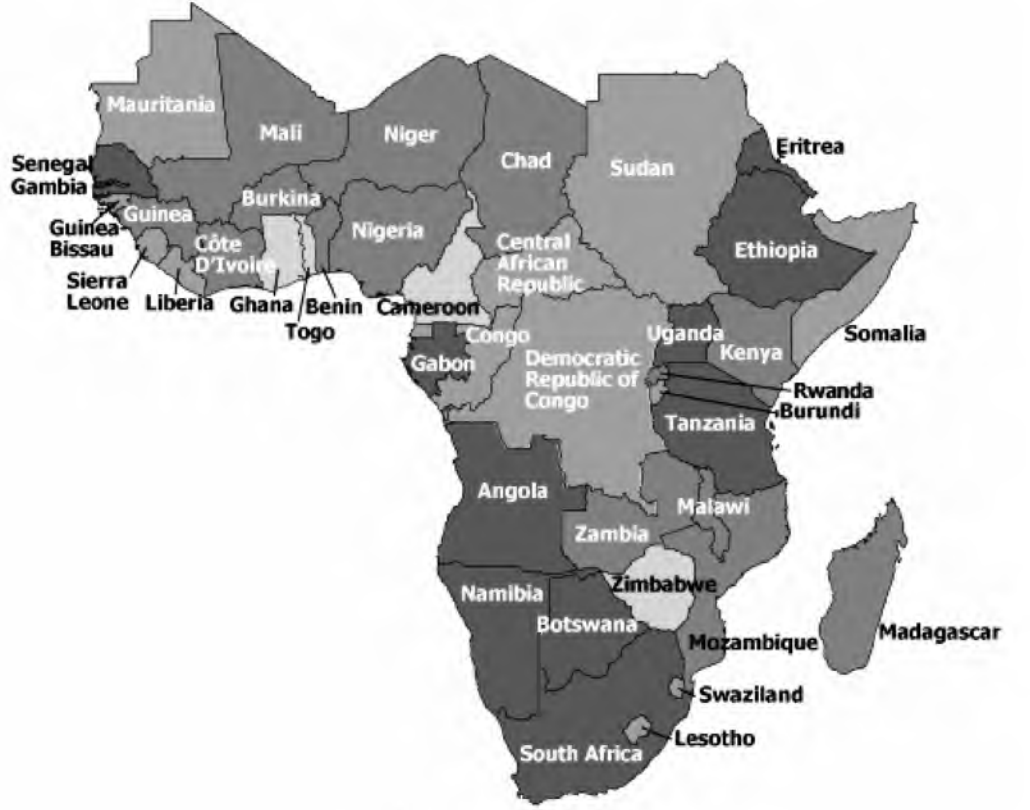 Mauritania
Mali
Niger
Chad
Sudan
Eritrea
Senegal
Gambia
Burkina
Guinea
Guinea-
Bissau
Nigeria
Côte
D'Ivoire
Central
African
Republic
Ethiopia
Sierra
Leone
Liberia
Ghana
Togo
Benin
Cameroon
Congo
Gabon
Democratic
Republic of
Congo
Uganda
Kenya
Somalia
Rwanda
Burundi
Tanzania
Angola
Malawi
Zambia
Zimbabwe
Namibia
Botswana
Mozambique
Madagascar
Swaziland
Lesotho
South Africa